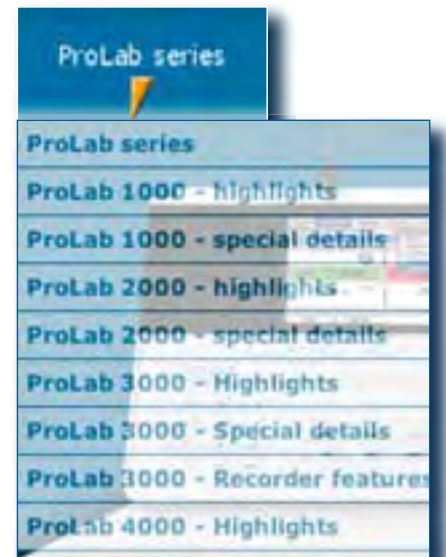 ProLab series
ProLab series
ProLab 1000 - highlights
ProLab 1000 - special details
ProLab 2000 - highlights
ProLab 2000 - special details
ProLab 3000 - Highlights
ProLab 3000 - Special details
ProLab 3000 - Recorder features
ProLab 4000 - Highlights